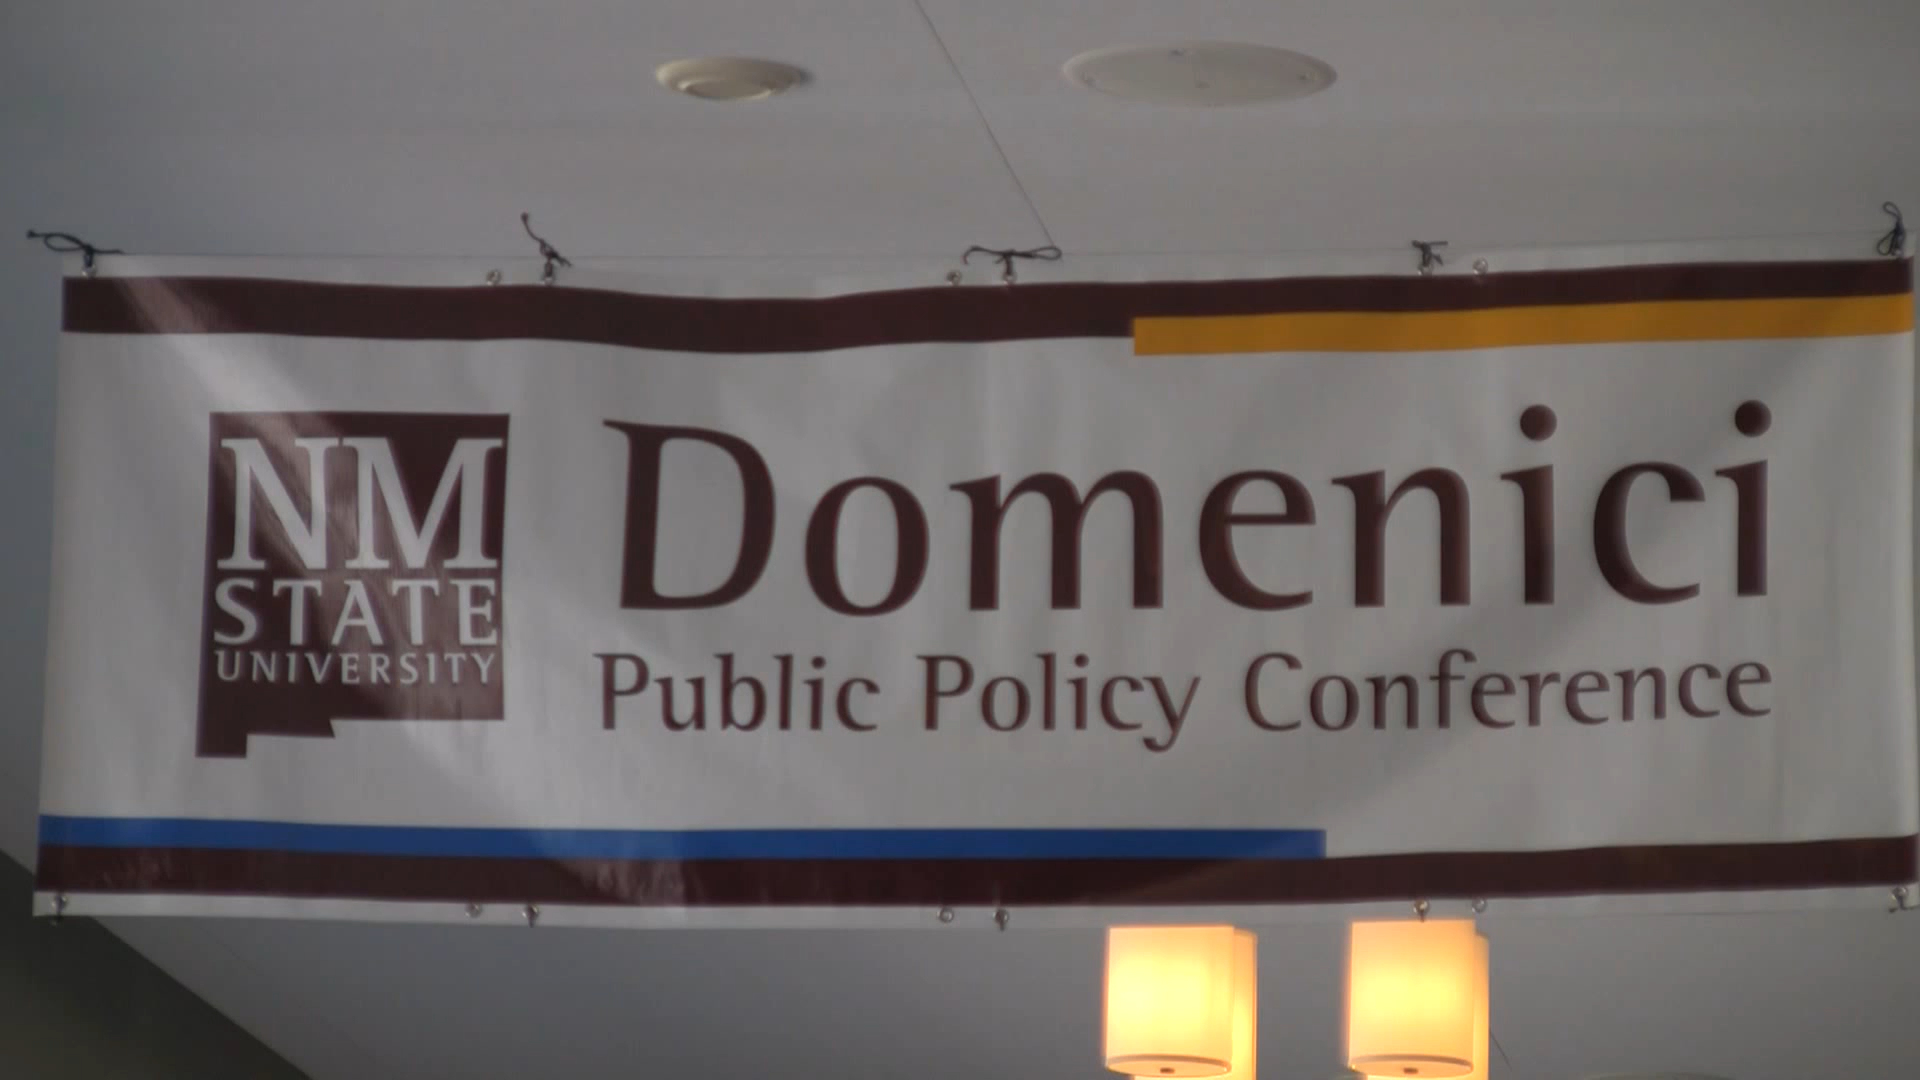 NM
STATE
UNIVERSITY
Domenici
Public Policy Conference